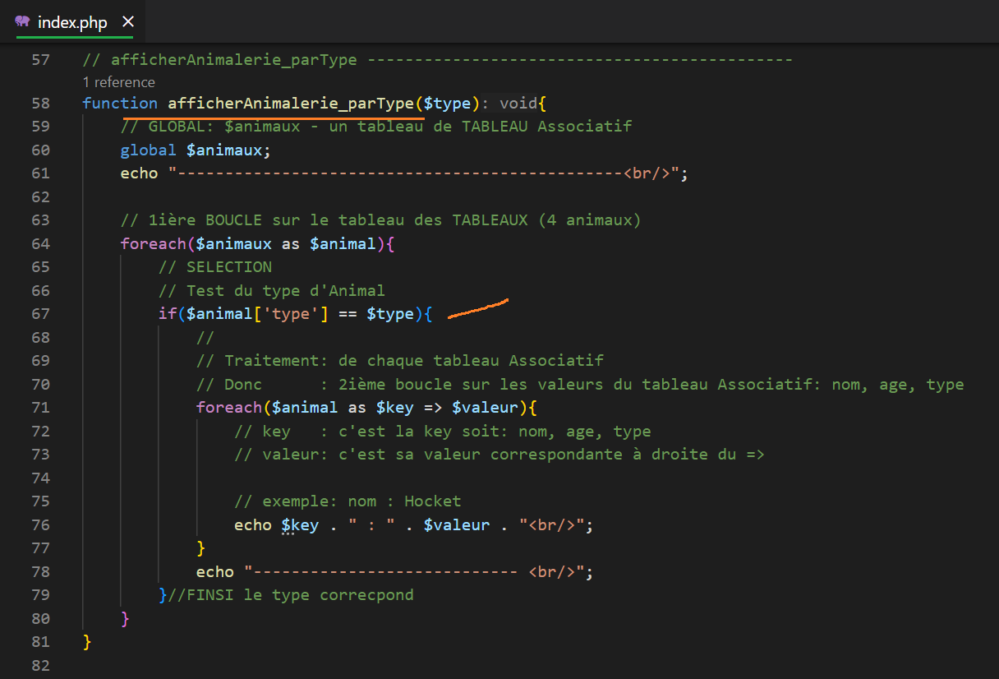 index.php ×
57 // afficherAnimalerie_parType ---------------------------------------------
1 reference
58 function afficherAnimalerie_parType($type): void{
59 // GLOBAL: $animaux - un tableau de TABLEAU Associatif
60 global $animaux;
61 echo "-----------------------------------------------<br/>";
62
63 // 1ière BOUCLE sur le tableau des TABLEAUX (4 animaux)
64 foreach($animaux as $animal){
65 // SELECTION
66 // Test du type d'Animal
67 if($animal['type'] == $type){
68 //
69 // Traitement: de chaque tableau Associatif
70 // Donc      : 2ième boucle sur les valeurs du tableau Associatif: nom, age, type
71 foreach($animal as $key => $valeur){
72 // key   : c'est la key soit: nom, age, type
73 // valeur: c'est sa valeur correspondante à droite du =>
74
75 // exemple: nom : Hocket
76 echo $key . " : " . $valeur . "<br/>";
77 }
78 echo "---------------------------- <br/>";
79 }//FINSI le type correcpond
80 }
81 }
82